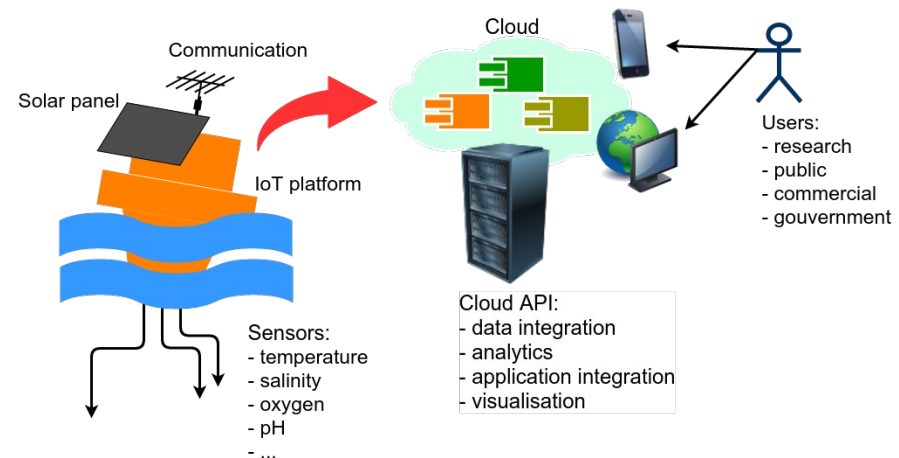 Communication
Solar panel
IoT platform
Sensors:
- temperature
- salinity
- oxygen
- pH
- ...
Cloud
Cloud API:
- data integration
- analytics
- application integration
- visualisation
Users:
- research
- public
- commercial
- gouvernment